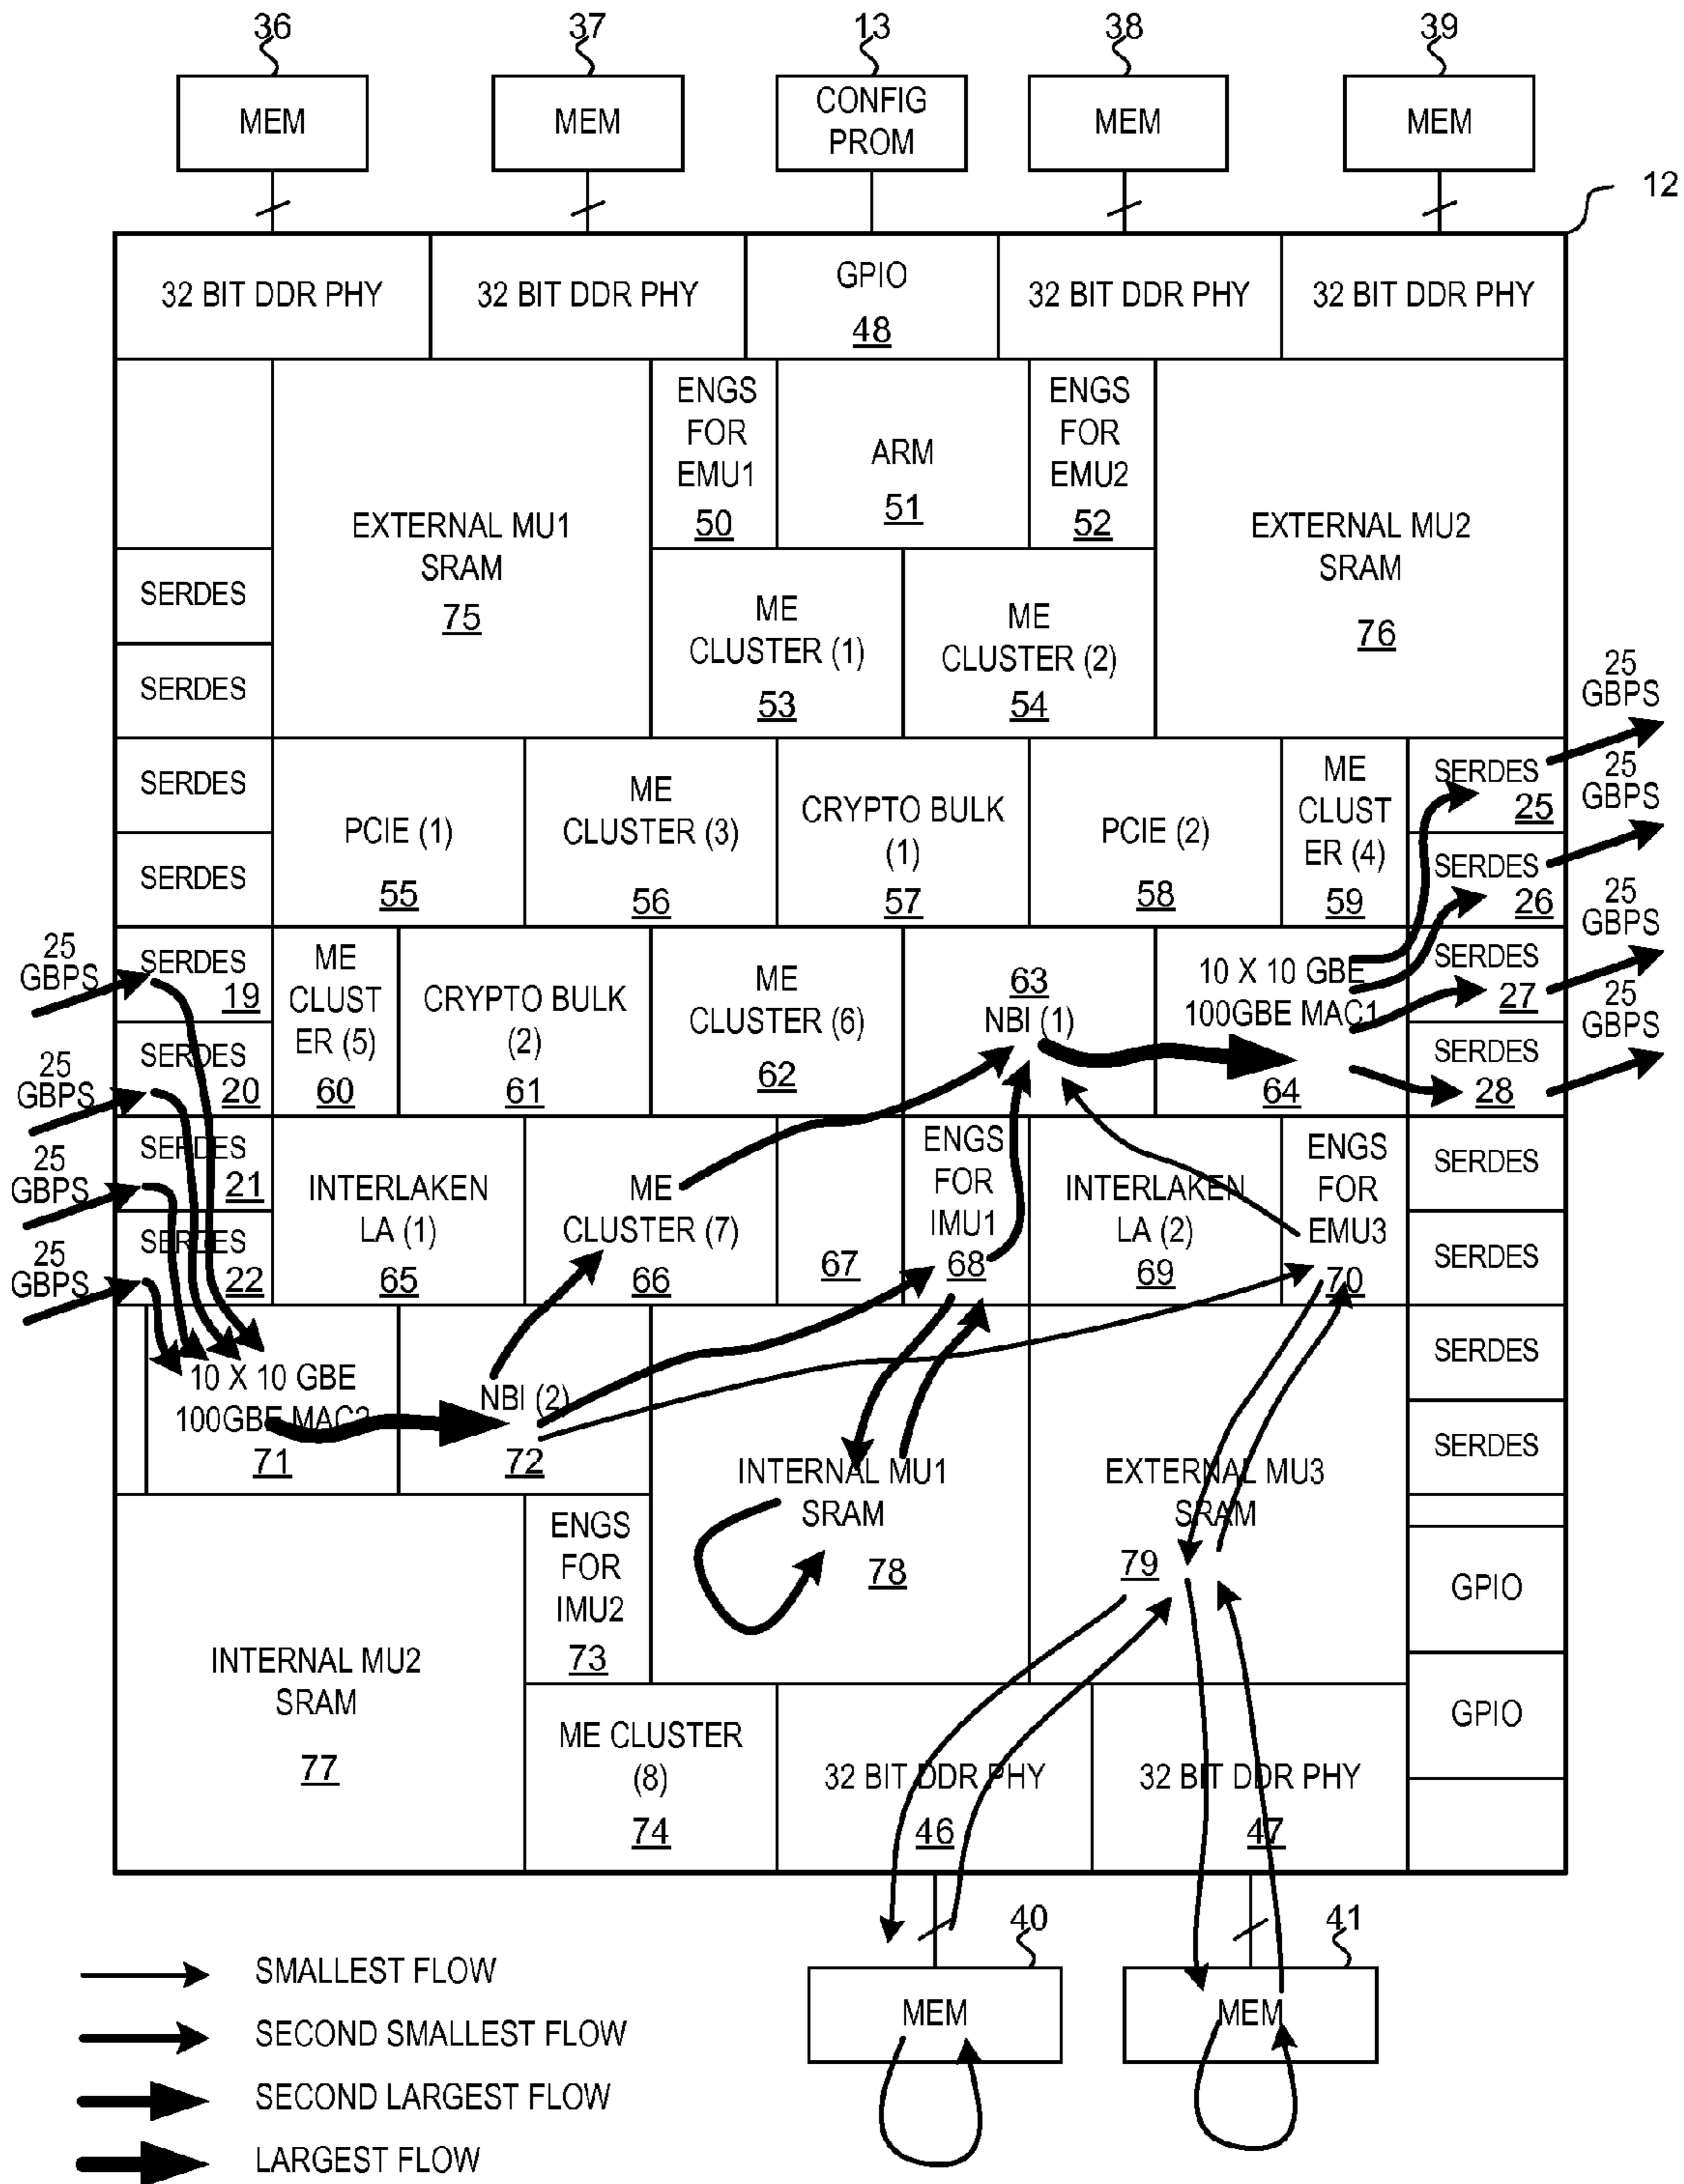 36 37 13 38 39
MEM MEM CONFIG PROM MEM MEM
12
32 BIT DDR PHY 32 BIT DDR PHY GPIO 48 32 BIT DDR PHY 32 BIT DDR PHY
EXTERNAL MU1
SRAM
75
ENGS
FOR
EMU1
50
ARM
51
ENGS
FOR
EMU2
52
EXTERNAL MU2
SRAM
76
SERDES
SERDES
ME
CLUSTER (1)
53
ME
CLUSTER (2)
54
SERDES
SERDES
PCIE (1)
55
ME
CLUSTER (3)
56
CRYPTO BULK
(1)
57
PCIE (2)
58
ME
CLUST
ER (4)
59
SERDES
25
SERDES
26
25
GBPS
25
GBPS
25
GBPS
25
GBPS
25
GBPS
25
GBPS
25
GBPS
25
GBPS
SERDES
19
SERDES
20
ME
CLUST
ER (5)
60
CRYPTO BULK
(2)
61
ME
CLUSTER (6)
62
63
NBI (1)
10 X 10 GBE
100GBE MAC1
64
SERDES
27
SERDES
28
SERDES
21
SERDES
22
INTERLAKEN
LA (1)
65
ME
CLUSTER (7)
66
67
ENGS
FOR
IMU1
68
INTERLAKEN
LA (2)
69
ENGS
FOR
EMU3
70
SERDES
SERDES
10 X 10 GBE
100GBE MAC2
71
NBI (2)
72
INTERNAL MU1
SRAM
78
EXTERNAL MU3
SRAM
79
SERDES
SERDES
INTERNAL MU2
SRAM
77
ENGS
FOR
IMU2
73
GPIO
GPIO
ME CLUSTER
(8)
74
32 BIT DDR PHY
46
32 BIT DDR PHY
47
40
41
MEM
MEM
SMALLEST FLOW
SECOND SMALLEST FLOW
SECOND LARGEST FLOW
LARGEST FLOW